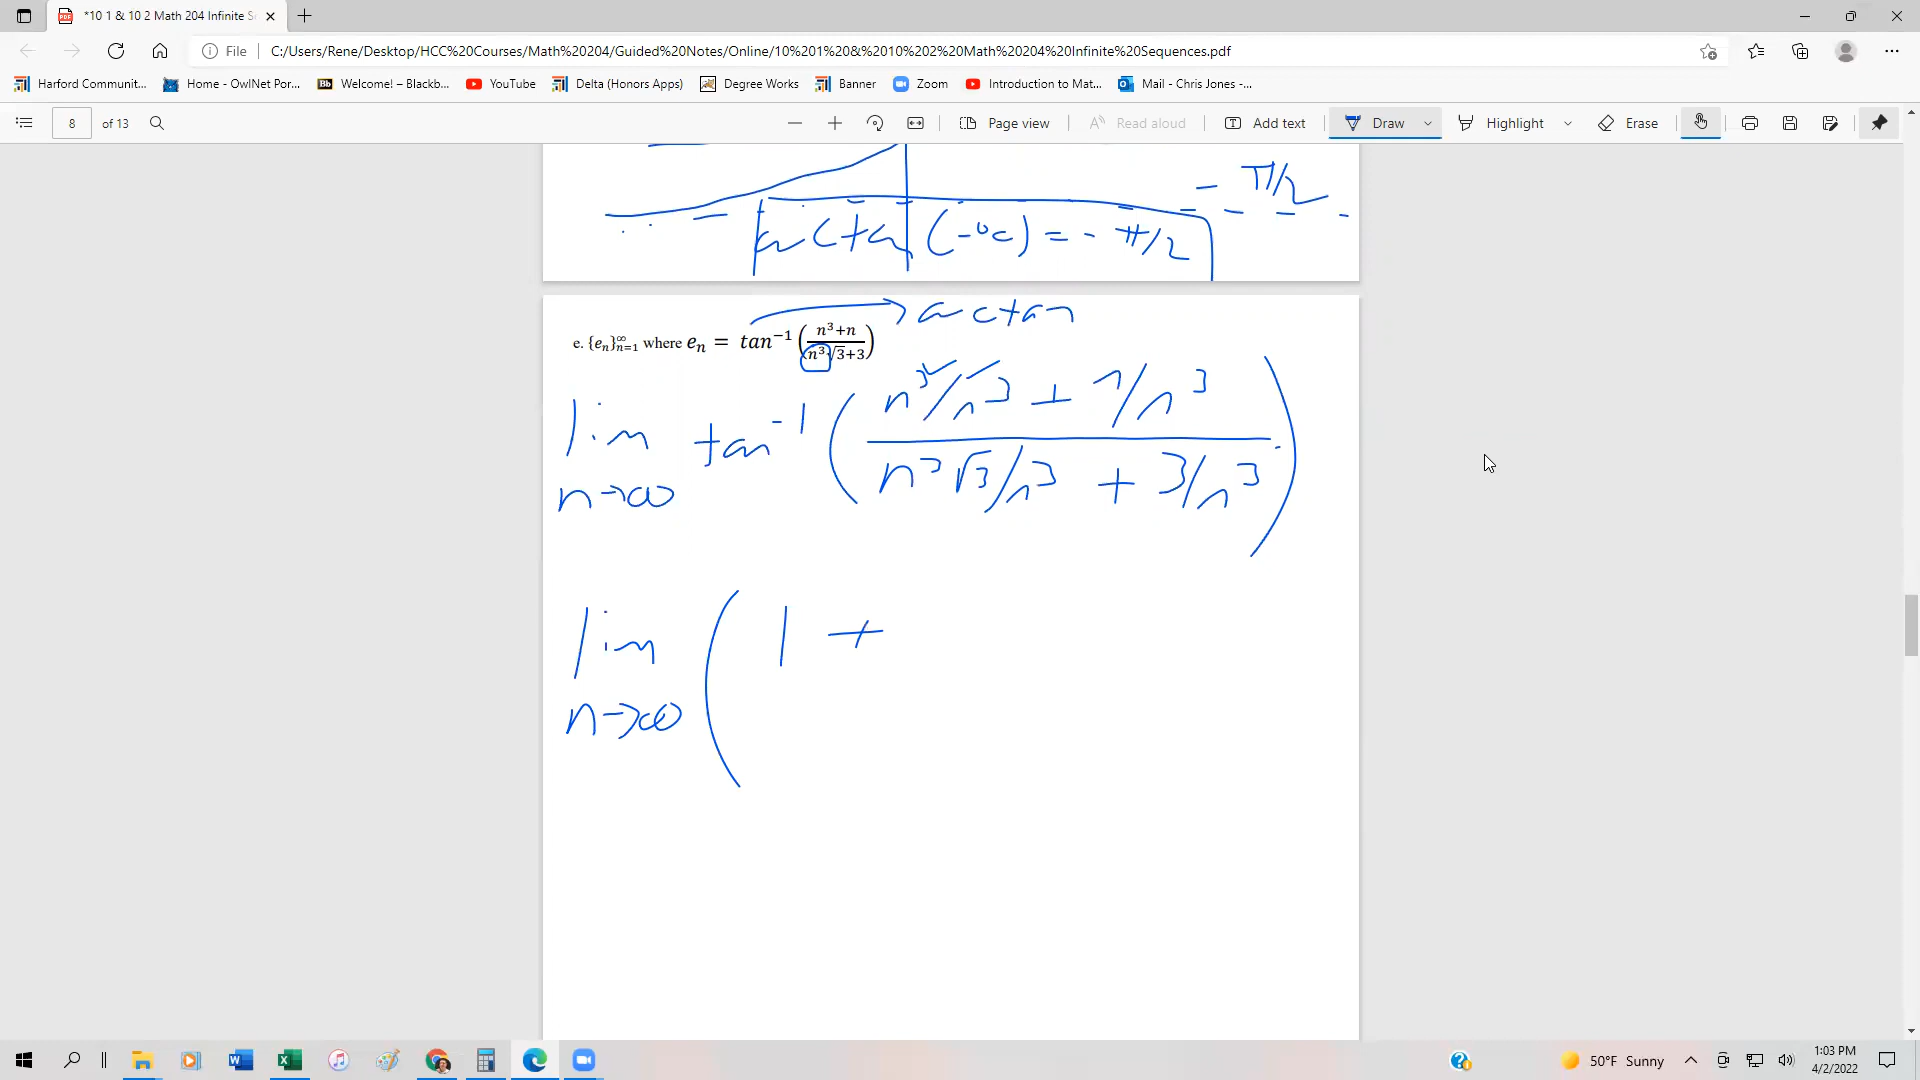 *10 1 & 10 2 Math 204 Infinite S
File C:/Users/Rene/Desktop/HCC%20Courses/Math%20204/Guided%20Notes/Online/10%201%20&%2010%202%20Math%20204%20Infinite%20Sequences.pdf
Harford Communit... Home - OwlNet Por... Bb Welcome! – Blackb... YouTube Delta (Honors Apps) Degree Works Banner Zoom Introduction to Mat... Mail - Chris Jones -...
8 of 13 Page view Read aloud Add text Draw Highlight Erase
- π/2
arctan (-∞) = - π/2
arctan
e. {e_n}_{n=1}^∞ where e_n = tan⁻¹ ((n³+n)/(n³√3+3))
lim n→∞ tan⁻¹ ((n³/n³ + n/n³)/(n³√3/n³ + 3/n³))
lim n→∞ ( 1 +
50°F Sunny 1:03 PM
4/2/2022